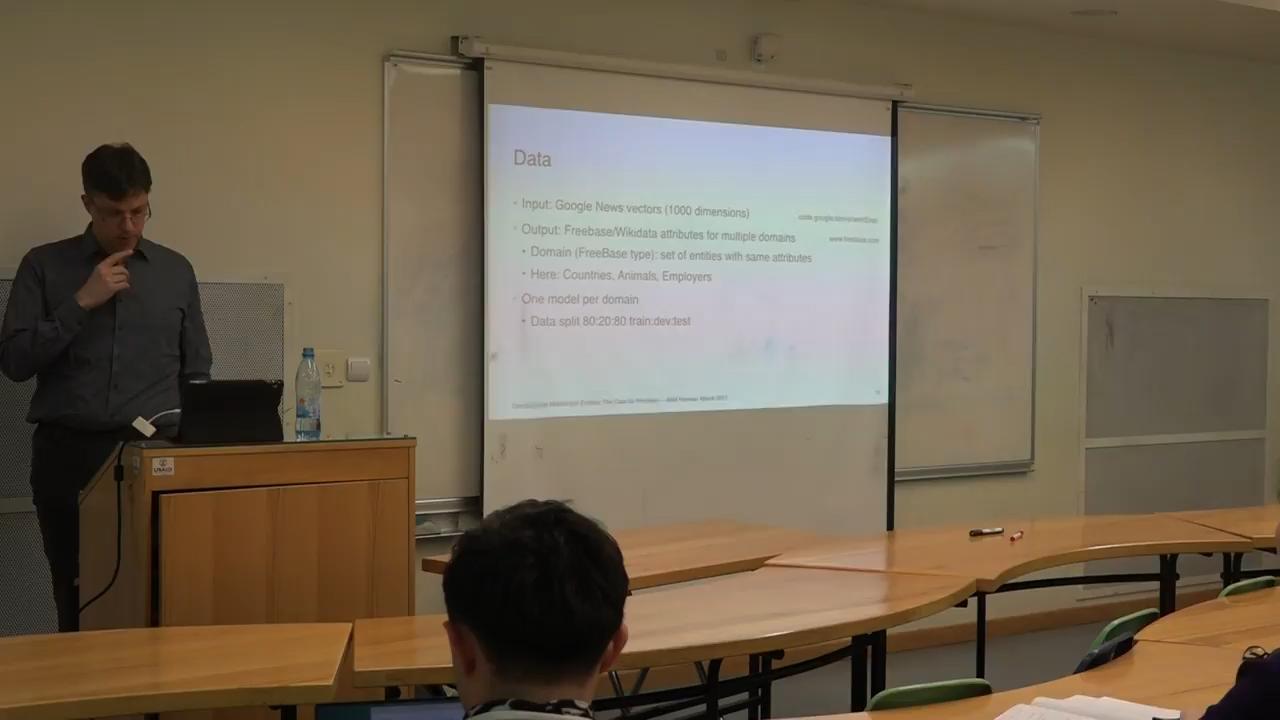 Data
Input: Google News vectors (1000 dimensions)
Output: Freebase/Wikidata attributes for multiple domains
www.freebase.com
Domain (FreeBase type): set of entities with same attributes
Here: Countries, Animals, Employers
One model per domain
Data split 80:20:80 train:dev:test
USAID